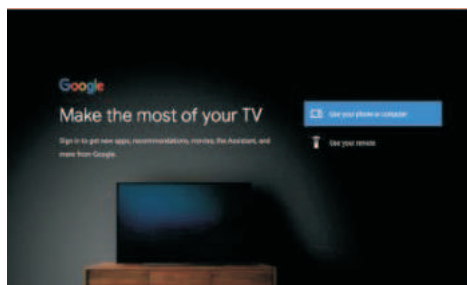 Google
Make the most of your TV
Sign in to get new apps, recommendations, movies, the Assistant, and
more from Google.
Use your phone or computer
Use your remote